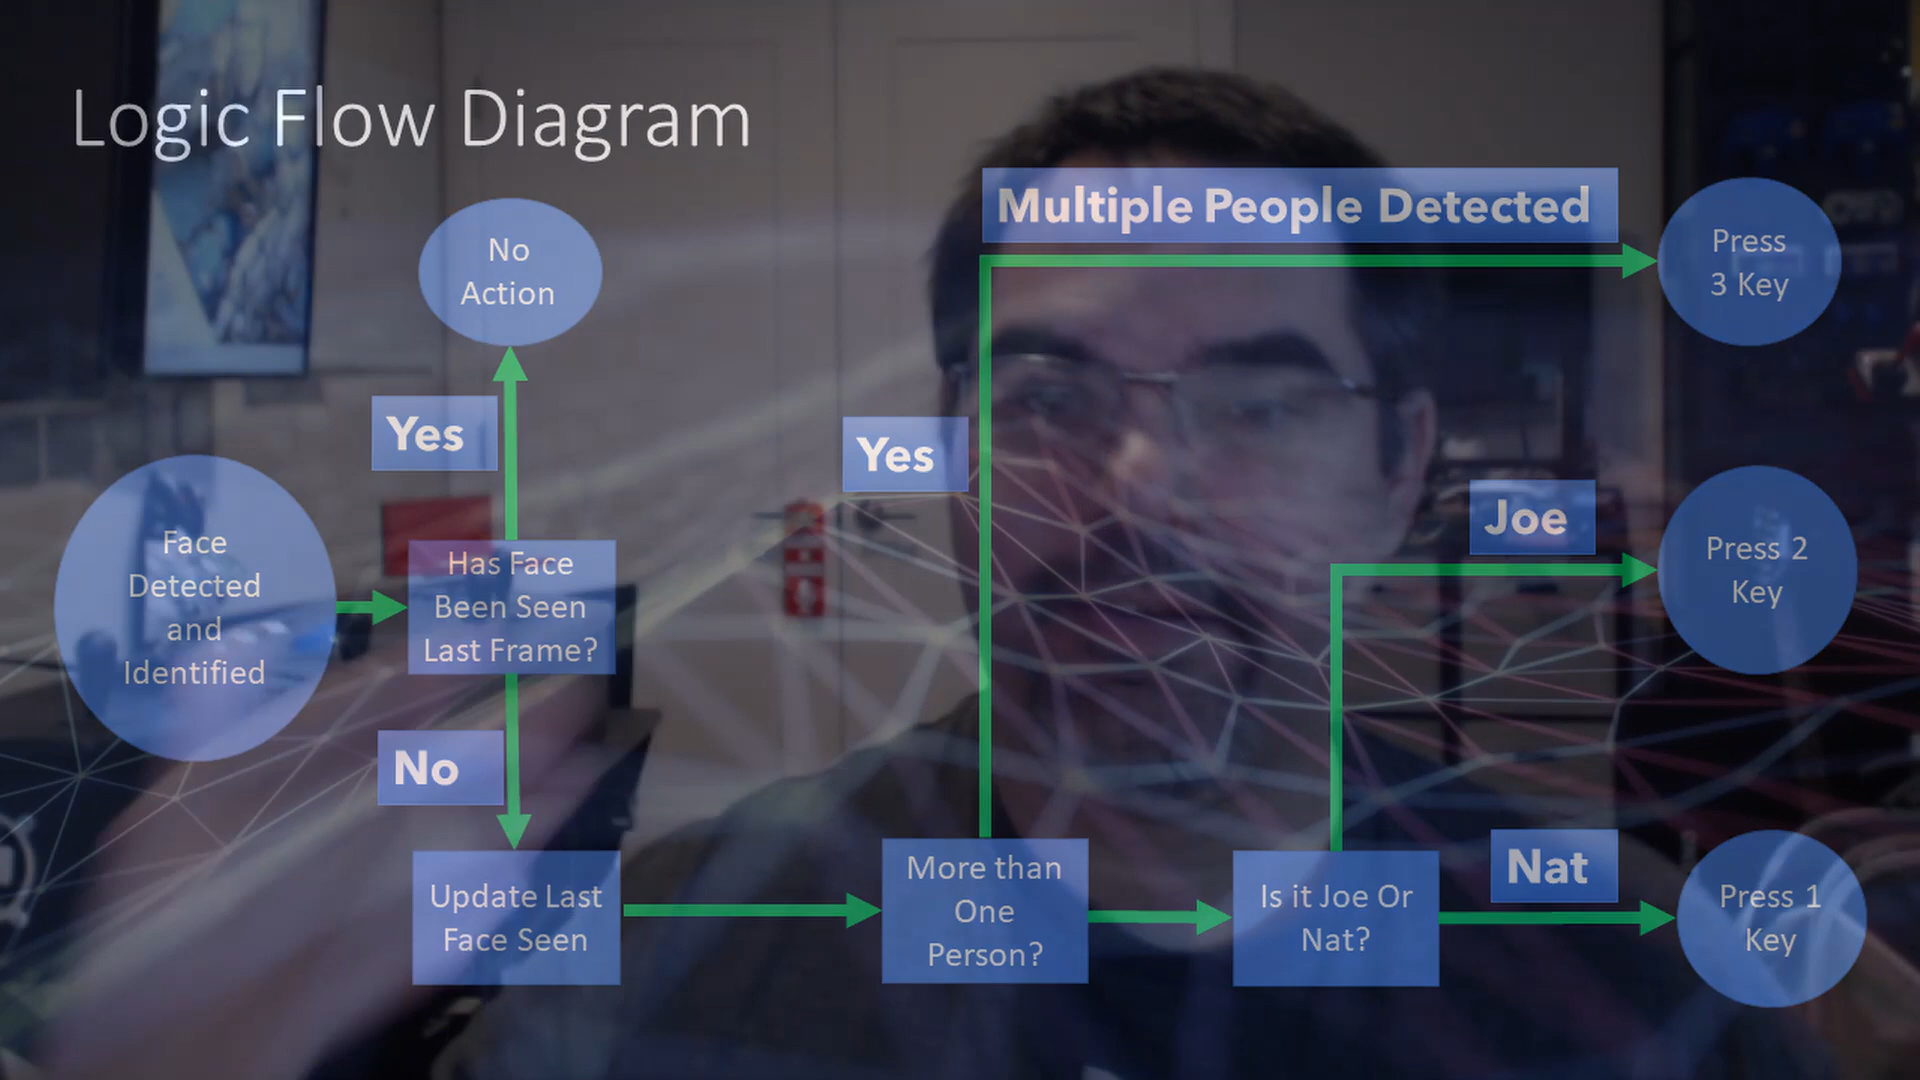 Logic Flow Diagram
Multiple People Detected
Press
3 Key
No
Action
Yes
Yes
Joe
Press 2
Key
Face
Detected
and
Identified
Has Face
Been Seen
Last Frame?
No
Nat
Update Last
Face Seen
More than
One
Person?
Is it Joe Or
Nat?
Press 1
Key